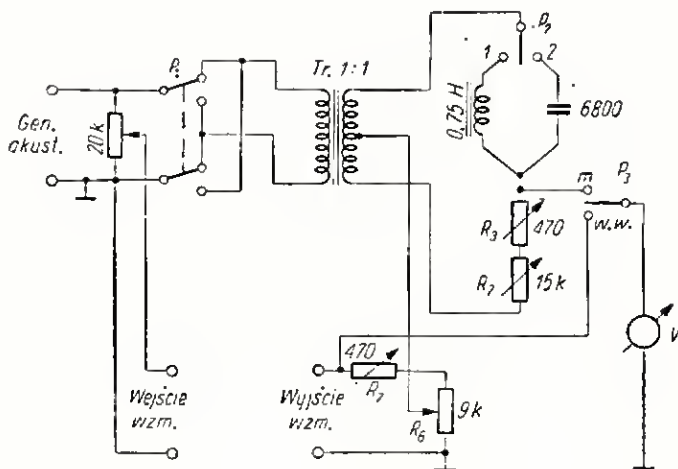 P₁
Tr. 1:1
P₂
1
2
Gen.
akust.
20k
0,75 H
6800
m
P₃
w.w.
R₃
470
R₂
15k
V
Wejście
wzm.
Wyjście
wzm.
470
R₇
R₆
9k